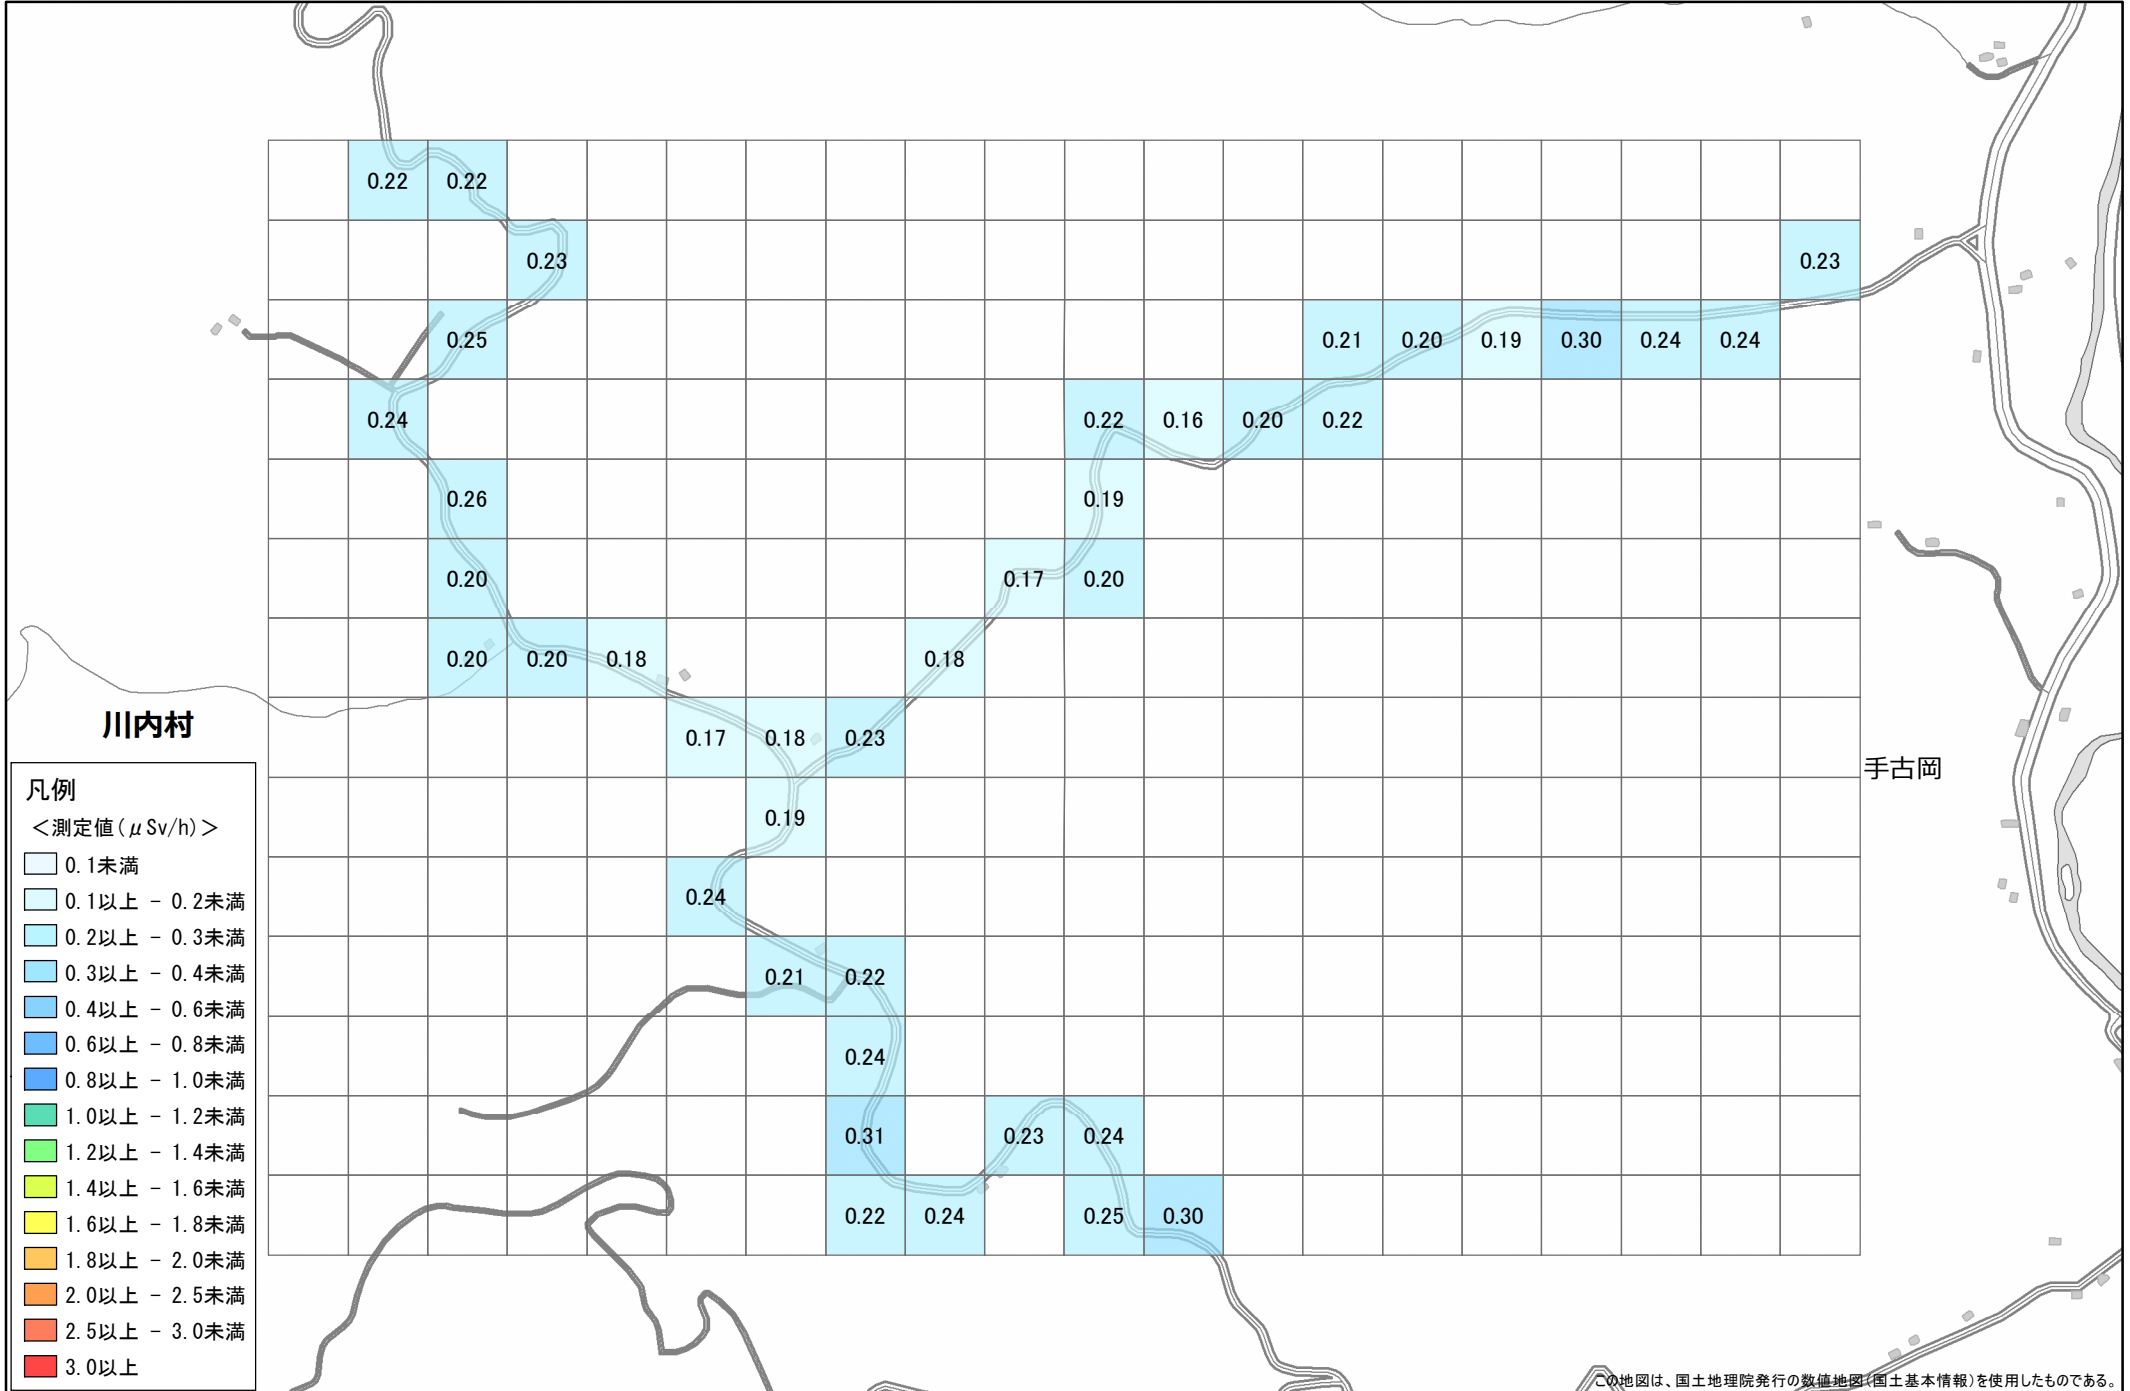 0.22 0.22
0.23 0.23
0.25 0.21 0.20 0.19 0.30 0.24 0.24
0.24 0.22 0.16 0.20 0.22
0.26 0.19
0.20 0.17 0.20
0.20 0.20 0.18 0.18
0.17 0.18 0.23
0.19
0.24
0.21 0.22
0.24
0.31 0.23 0.24
0.22 0.24 0.25 0.30
川内村
手古岡
凡例
＜測定値(μSv/h)＞
0.1未満
0.1以上 － 0.2未満
0.2以上 － 0.3未満
0.3以上 － 0.4未満
0.4以上 － 0.6未満
0.6以上 － 0.8未満
0.8以上 － 1.0未満
1.0以上 － 1.2未満
1.2以上 － 1.4未満
1.4以上 － 1.6未満
1.6以上 － 1.8未満
1.8以上 － 2.0未満
2.0以上 － 2.5未満
2.5以上 － 3.0未満
3.0以上
この地図は、国土地理院発行の数値地図(国土基本情報)を使用したものである。